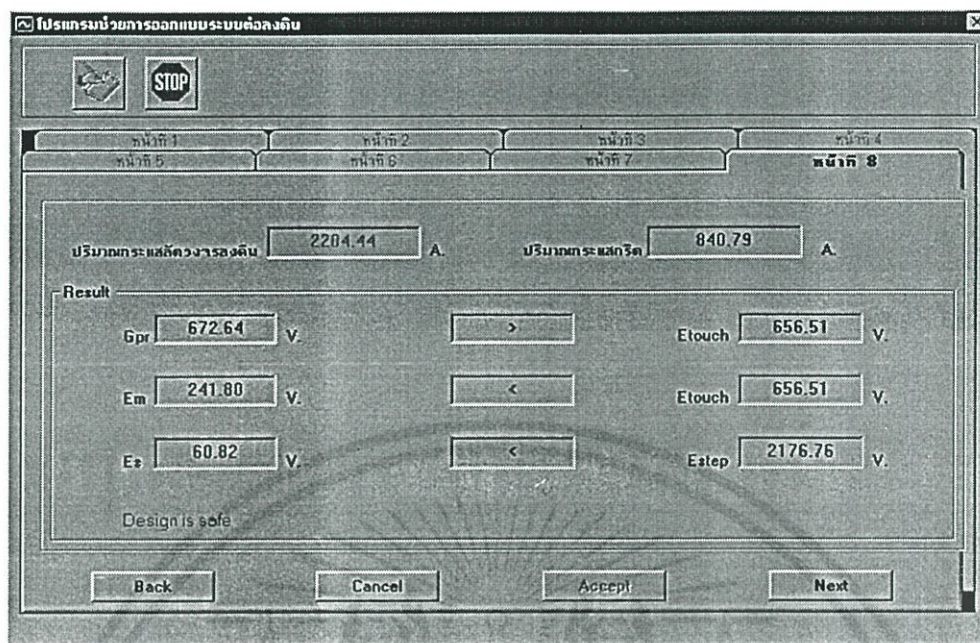 โปรแกรมช่วยการออกแบบระบบต่อลงดิน
STOP
หน้าที่ 1 หน้าที่ 2 หน้าที่ 3 หน้าที่ 4
หน้าที่ 5 หน้าที่ 6 หน้าที่ 7 หน้าที่ 8
ปริมาณกระแสลัดวงจรลงดิน 2204.44 A. ปริมาณกระแสกริด 840.79 A.
Result
Gpr 672.64 V. > Etouch 656.51 V.
Em 241.80 V. < Etouch 656.51 V.
Es 60.82 V. < Estep 2176.76 V.
Design is safe
Back Cancel Accept Next